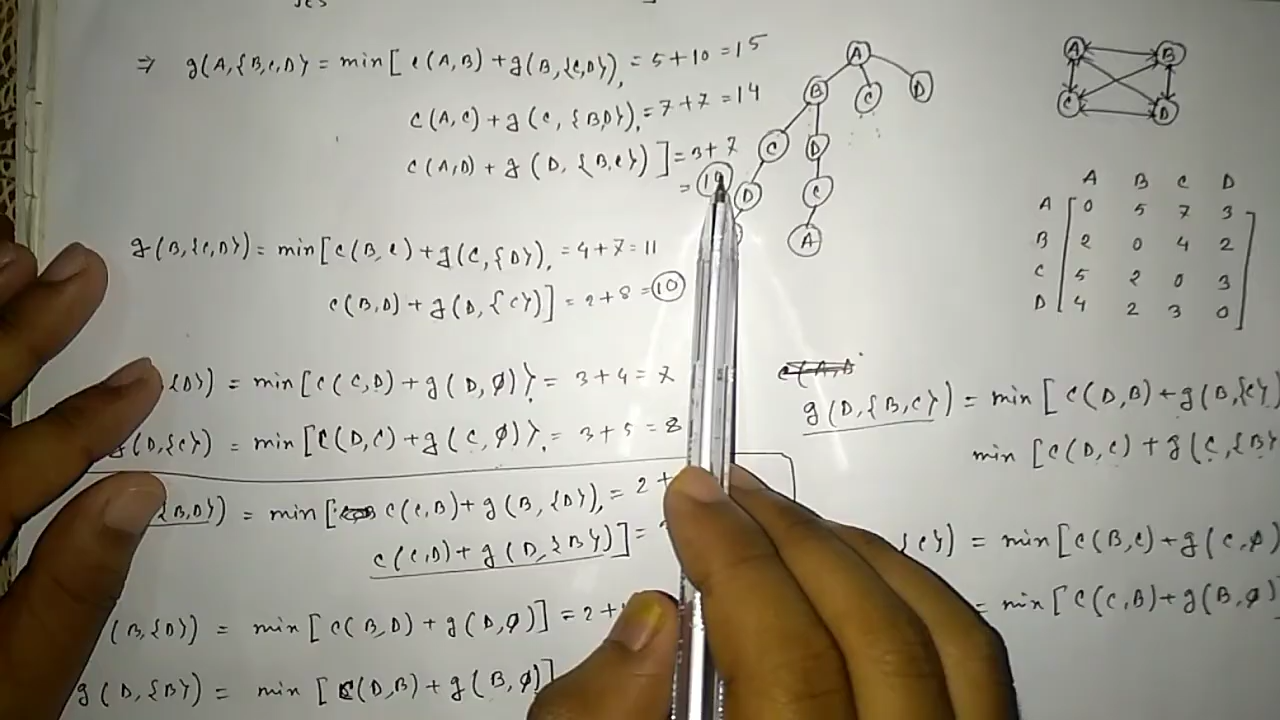 ⇒ g(A,{B,C,D} = min[ c(A,B) + g(B,{C,D}), = 5+10 = 15
c(A,C) + g(C, {B,D}), = 7+7 = 14
c(A,D) + g(D, {B,C}) ] = 3+7
=
g(B,{C,D}) = min[ c(B,C) + g(C,{D}), = 4+7 = 11
c(B,D) + g(D,{C}) ] = 2+8 = 10
{D}) = min[ c(C,D) + g(D,∅)}, = 3+4 = 7
g(D,{C}) = min[ c(D,C) + g(C,∅)}, = 3+5 = 8
{B,D}) = min[ c(C,B) + g(B,{D}), = 2+
c(C,D) + g(D,{B}) ] =
(B,{D}) = min[ c(B,D) + g(D,∅)] = 2+
g(D,{B}) = min [ c(D,B) + g(B,∅)]
A
B C D
C D
D C
A
A B
C D
A B C D
A 0 5 7 3
B 2 0 4 2
C 5 2 0 3
D 4 2 3 0
c(A,D
g(D,{B,C}) = min[ c(D,B) + g(B,{C}
min[ c(D,C) + g(C,{B}
{C}) = min[ c(B,C) + g(C,∅)
= min[ c(C,B) + g(B,∅)